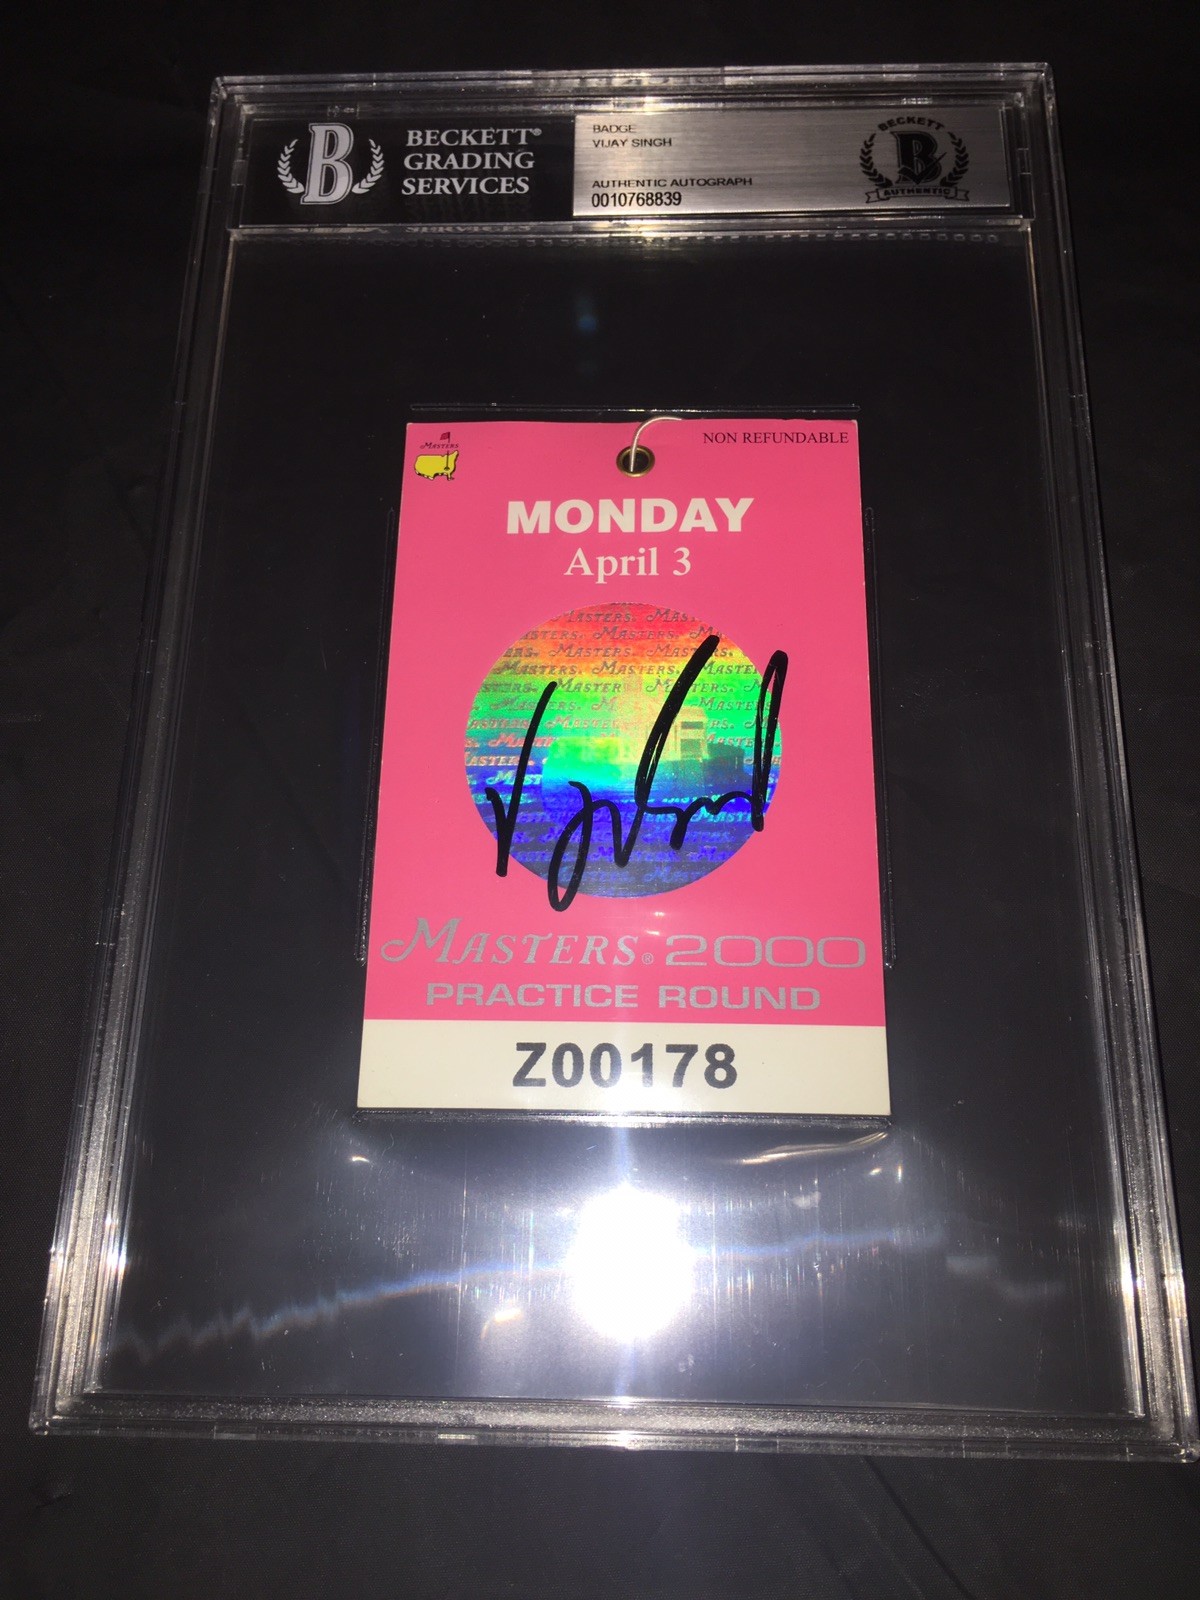 BECKETT®
GRADING
SERVICES
BADGE
VIJAY SINGH
AUTHENTIC AUTOGRAPH
0010768839
BECKETT
B
AUTHENTIC
B
MASTERS
NON REFUNDABLE
MONDAY
April 3
MASTERS® 2000
PRACTICE ROUND
Z00178